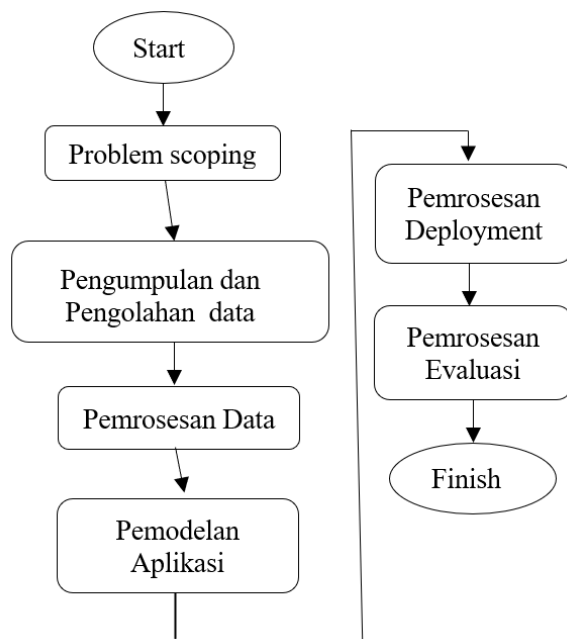 Start
Problem scoping
Pengumpulan dan
Pengolahan data
Pemrosesan Data
Pemodelan
Aplikasi
Pemrosesan
Deployment
Pemrosesan
Evaluasi
Finish